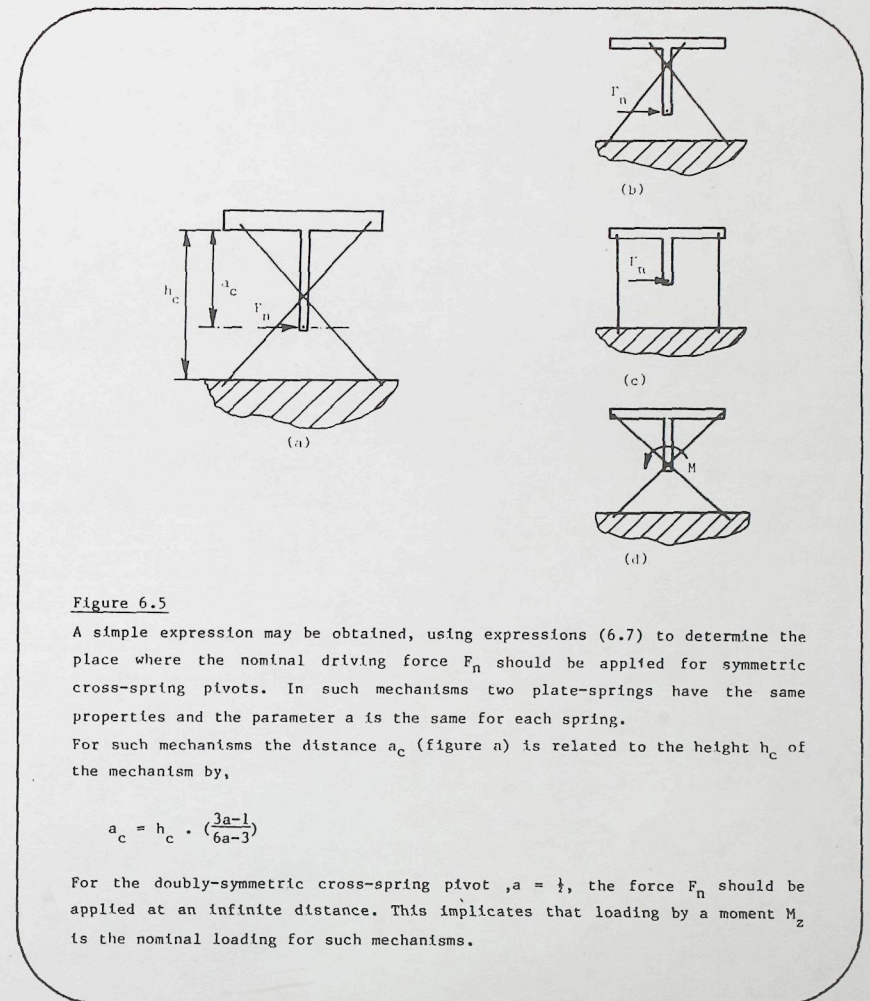 F_n
(b)
h_c
a_c
F_n
(a)
F_n
(c)
M
(d)
Figure 6.5
A simple expression may be obtained, using expressions (6.7) to determine the
place where the nominal driving force F_n should be applied for symmetric
cross-spring pivots. In such mechanisms two plate-springs have the same
properties and the parameter a is the same for each spring.
For such mechanisms the distance a_c (figure a) is related to the height h_c of
the mechanism by,
a_c = h_c . (3a-1/6a-3)
For the doubly-symmetric cross-spring pivot ,a = ½, the force F_n should be
applied at an infinite distance. This implicates that loading by a moment M_z
is the nominal loading for such mechanisms.